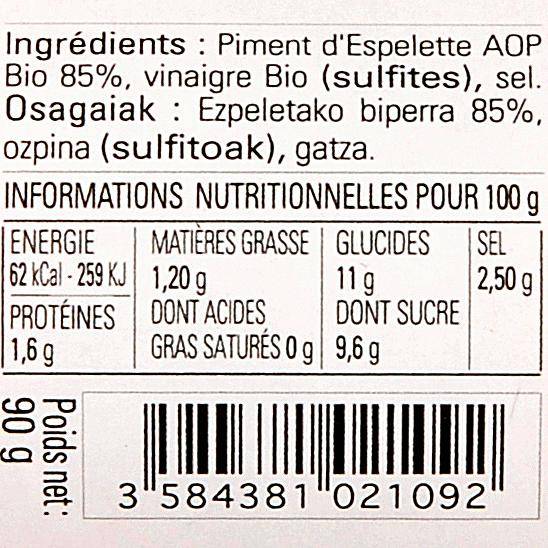 Ingrédients : Piment d'Espelette AOP
Bio 85%, vinaigre Bio (sulfites), sel.
Osagaiak : Ezpeletako biperra 85%,
ozpina (sulfitoak), gatza.
INFORMATIONS NUTRITIONNELLES POUR 100 g
ENERGIE
62 kCal - 259 KJ
PROTÉINES
1,6 g
MATIÈRES GRASSE
1,20 g
DONT ACIDES
GRAS SATURÉS 0 g
GLUCIDES
11 g
DONT SUCRE
9,6 g
SEL
2,50 g
Poids net :
90 g
3 584381 021092